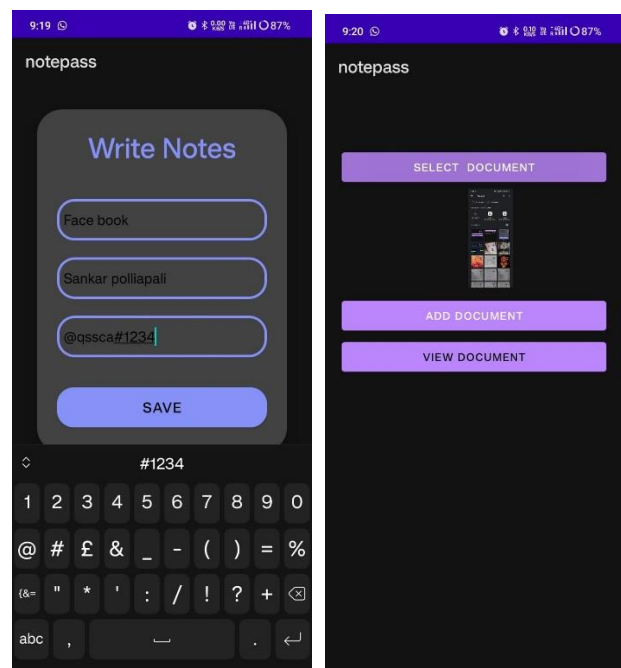 9:19
87%
notepass
Write Notes
Face book
Sankar polliapali
@qssca#1234
SAVE
#1234
1 2 3 4 5 6 7 8 9 0
@ # £ & _ - ( ) = %
{&= " * ' : / ! ? +
abc , .
9:20
87%
notepass
SELECT DOCUMENT
ADD DOCUMENT
VIEW DOCUMENT